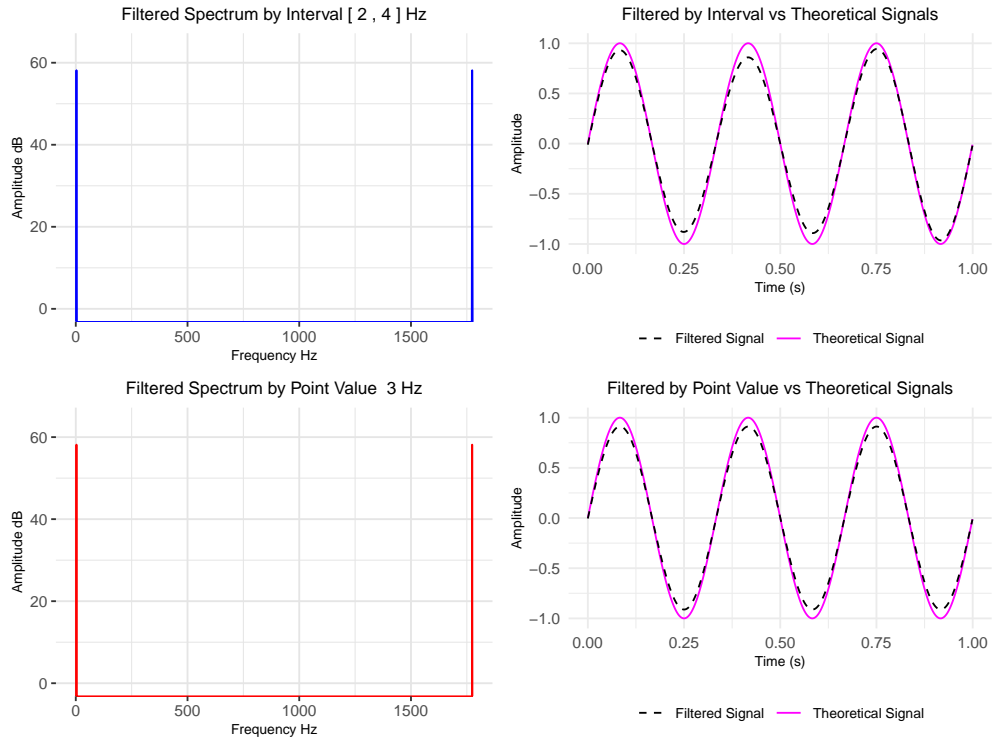 Filtered Spectrum by Interval [ 2 , 4 ] Hz
Amplitude dB
60
40
20
0
0 500 1000 1500
Frequency Hz
Filtered by Interval vs Theoretical Signals
Amplitude
1.0
0.5
0.0
−0.5
−1.0
0.00 0.25 0.50 0.75 1.00
Time (s)
Filtered Signal Theoretical Signal
Filtered Spectrum by Point Value 3 Hz
Amplitude dB
60
40
20
0
0 500 1000 1500
Frequency Hz
Filtered by Point Value vs Theoretical Signals
Amplitude
1.0
0.5
0.0
−0.5
−1.0
0.00 0.25 0.50 0.75 1.00
Time (s)
Filtered Signal Theoretical Signal